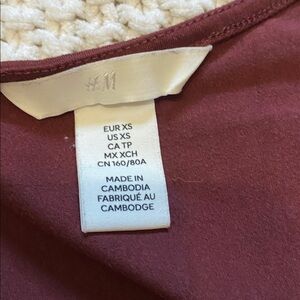 H&M
EUR XS
US XS
CA TP
MX XCH
CN 160/80A
MADE IN
CAMBODIA
FABRIQUÉ AU
CAMBODGE